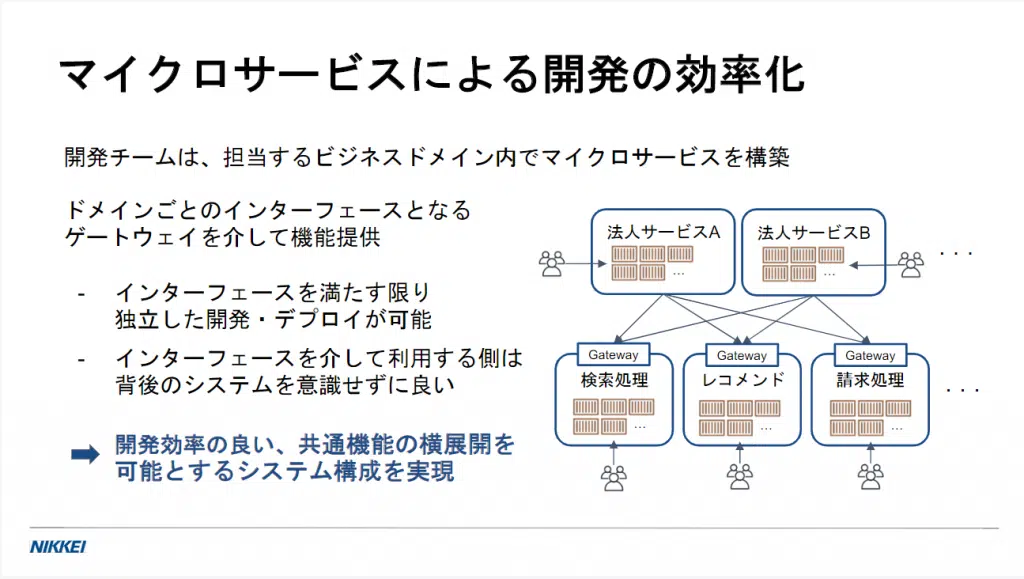 マイクロサービスによる開発の効率化
開発チームは、担当するビジネスドメイン内でマイクロサービスを構築
ドメインごとのインターフェースとなる
ゲートウェイを介して機能提供
- インターフェースを満たす限り
独立した開発・デプロイが可能
- インターフェースを介して利用する側は
背後のシステムを意識せずに良い
開発効率の良い、共通機能の横展開を
可能とするシステム構成を実現
法人サービスA
...
法人サービスB
...
...
Gateway
検索処理
...
Gateway
レコメンド
...
Gateway
請求処理
...
...
NIKKEI